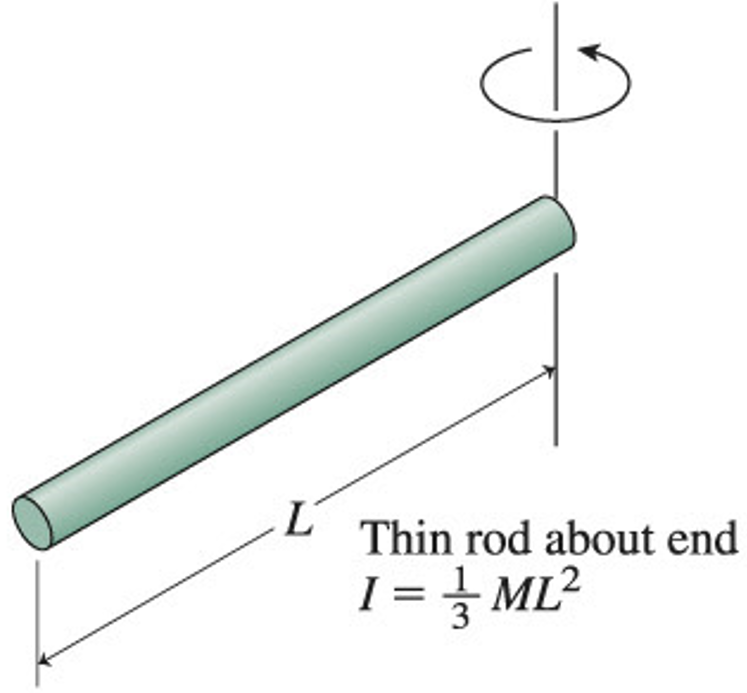 L
Thin rod about end
I = 1/3 ML²